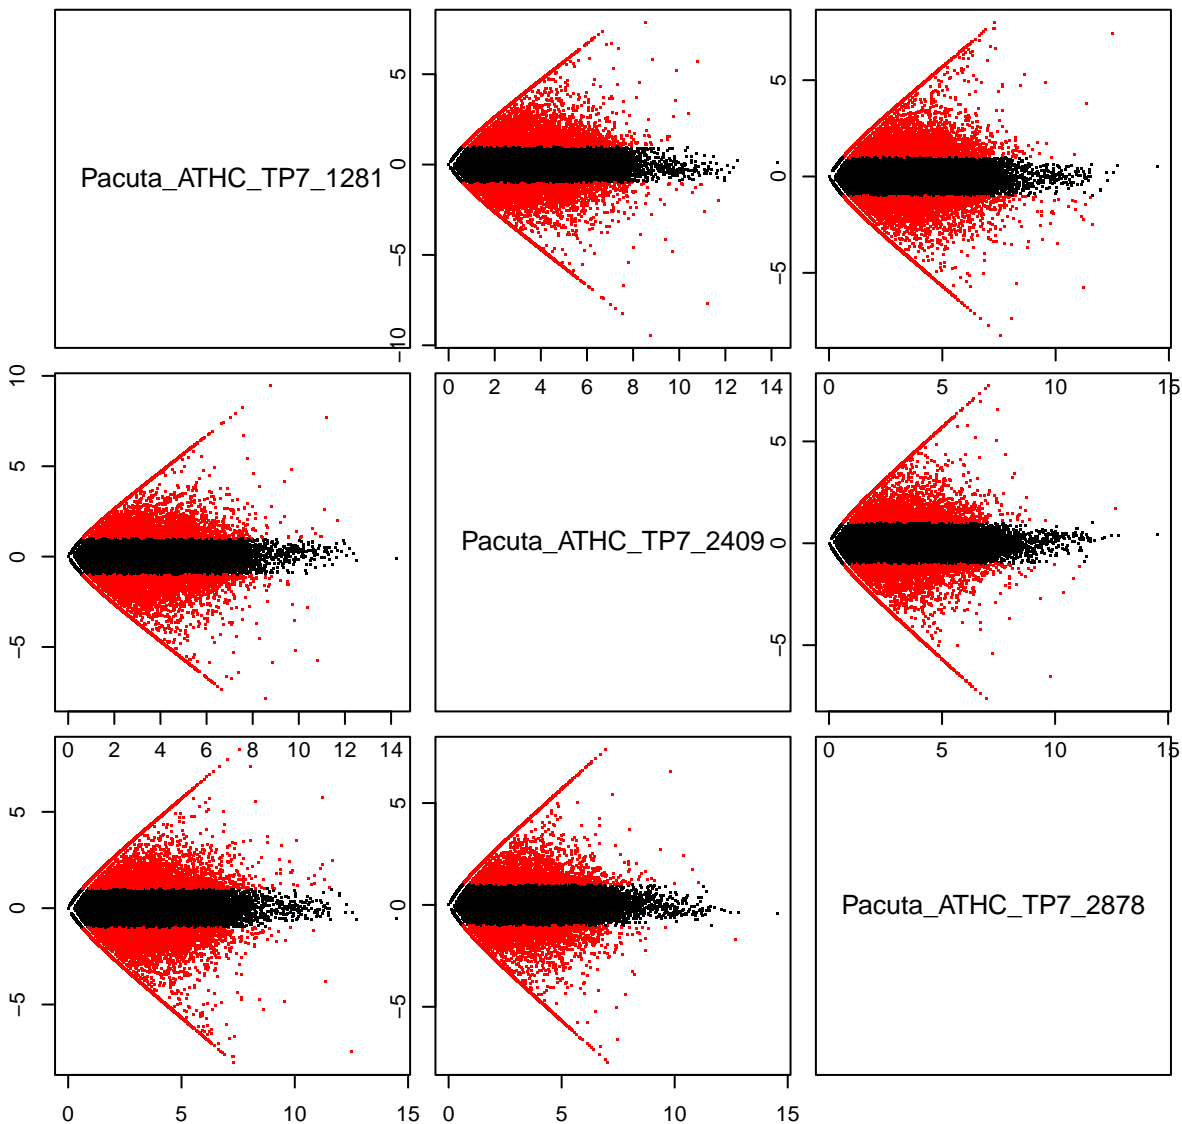 Pacuta_ATHC_TP7_1281
−10 −5 0 5
0 2 4 6 8 10 12 14
−5 0 5
0 5 10 15
−5 0 5 10
0 2 4 6 8 10 12 14
Pacuta_ATHC_TP7_2409
−5 0 5
0 5 10 15
−5 0 5
0 5 10 15
−5 0 5
0 5 10 15
Pacuta_ATHC_TP7_2878